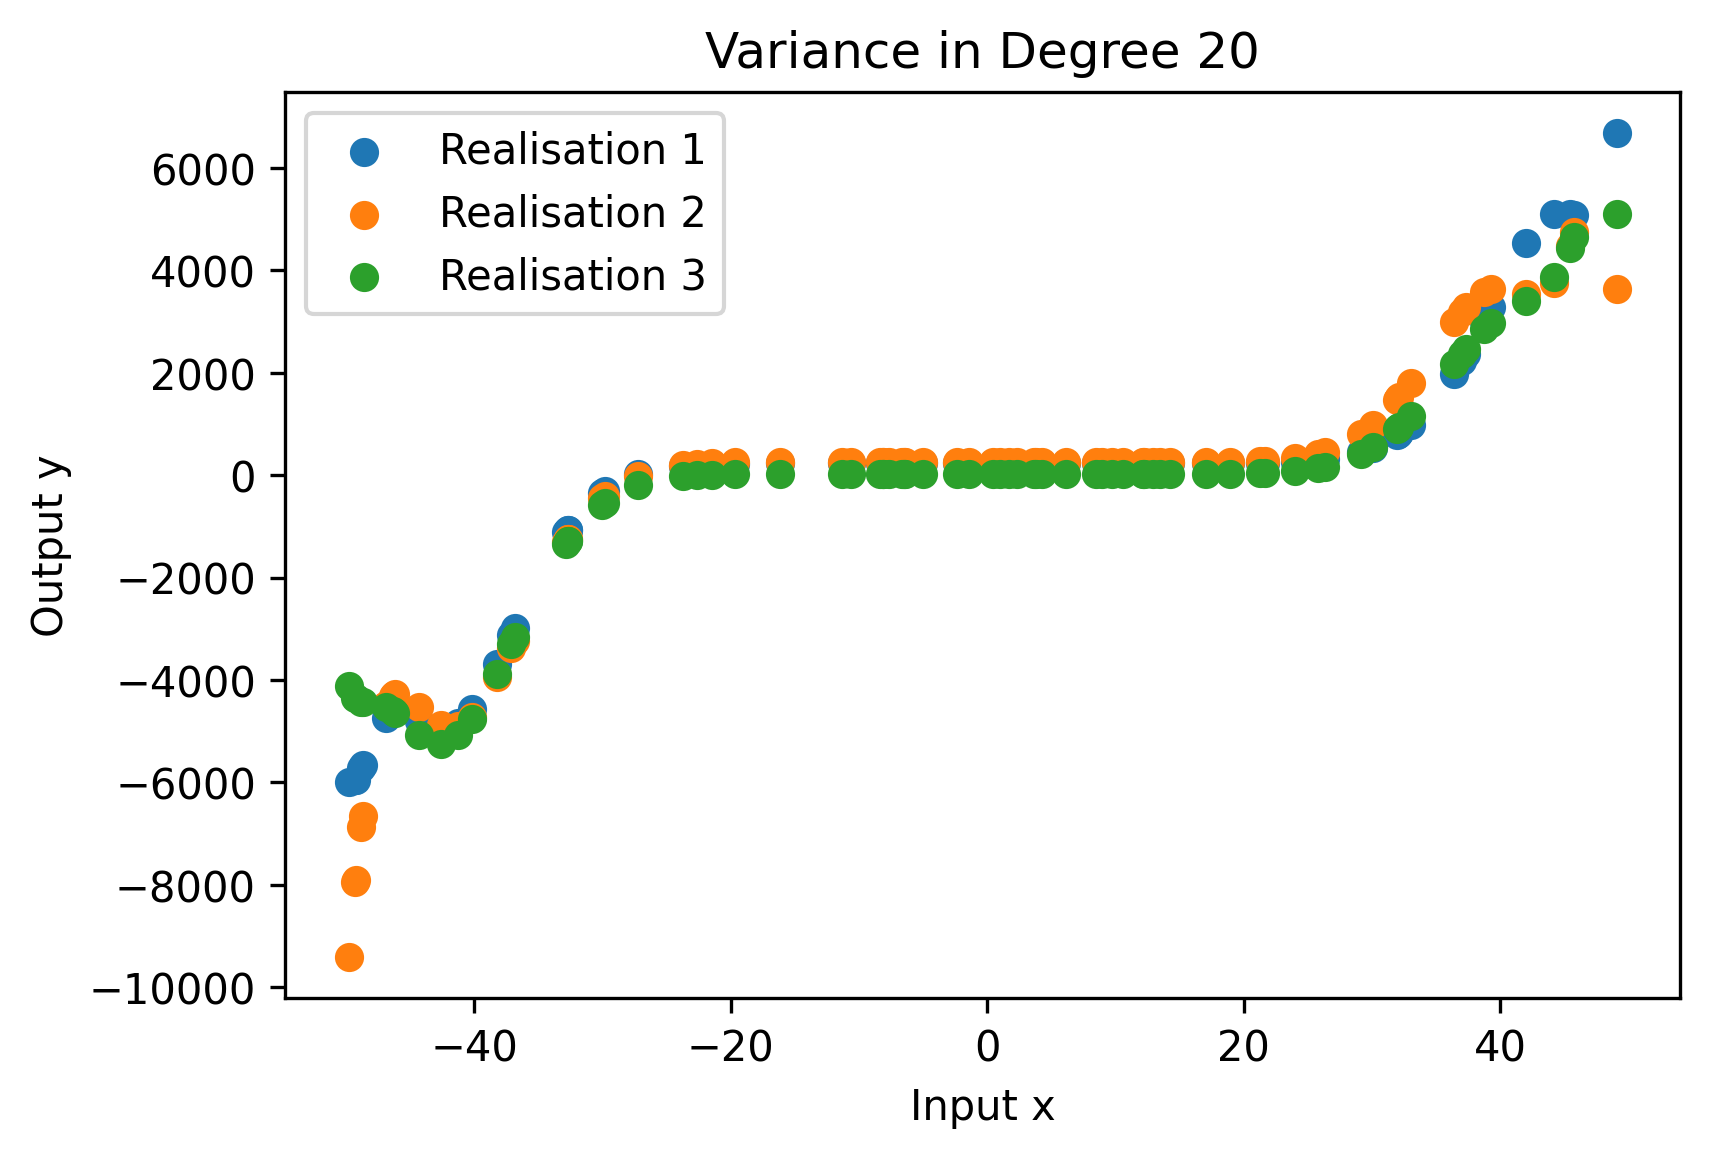 Variance in Degree 20
Realisation 1
Realisation 2
Realisation 3
6000
4000
2000
0
−2000
−4000
−6000
−8000
−10000
Output y
−40 −20 0 20 40
Input x